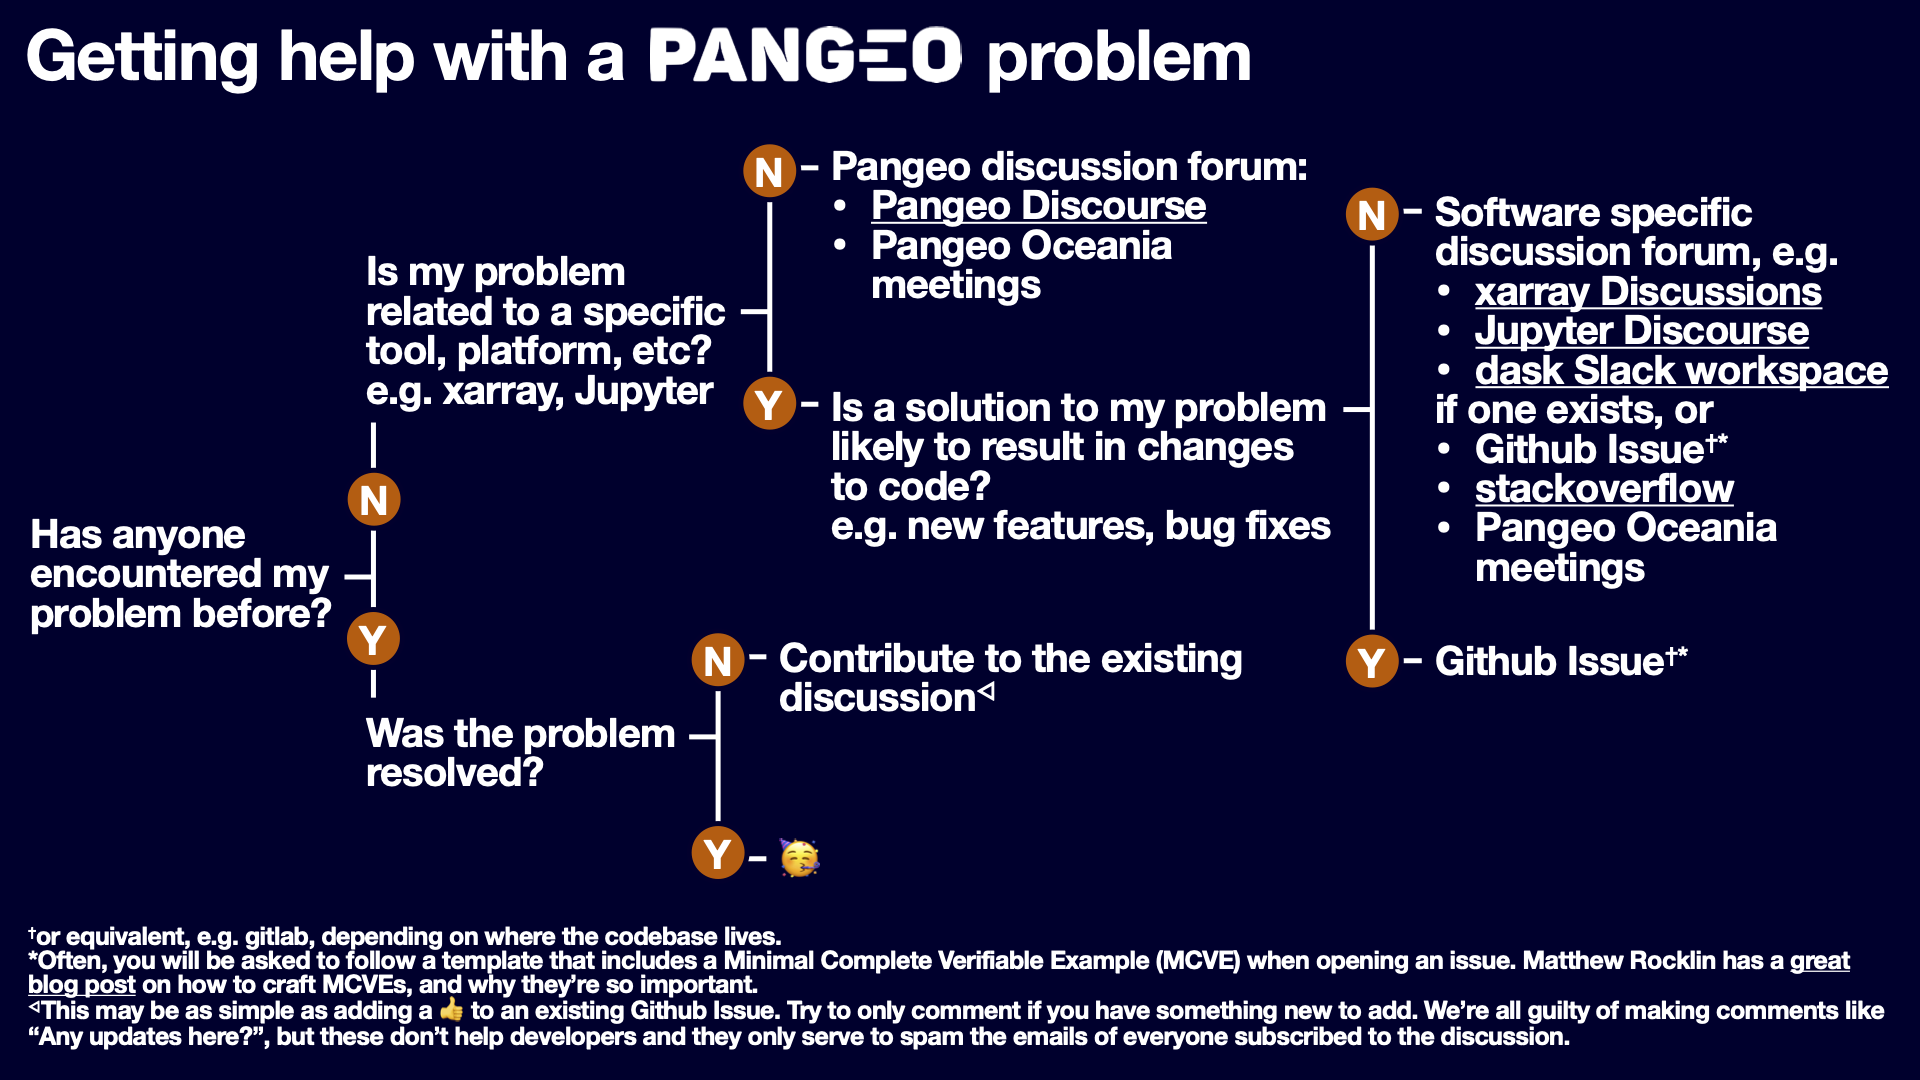 Getting help with a PANGEO problem
N – Pangeo discussion forum:
• Pangeo Discourse
• Pangeo Oceania
meetings
N – Software specific
discussion forum, e.g.
• xarray Discussions
• Jupyter Discourse
• dask Slack workspace
if one exists, or
• Github Issue†*
• stackoverflow
• Pangeo Oceania
meetings
Is my problem
related to a specific
tool, platform, etc?
e.g. xarray, Jupyter
Y – Is a solution to my problem
likely to result in changes
to code?
e.g. new features, bug fixes
N
Has anyone
encountered my
problem before?
Y
N – Contribute to the existing
discussion◁
Y – Github Issue†*
Was the problem
resolved?
Y – 🥳
†or equivalent, e.g. gitlab, depending on where the codebase lives.
*Often, you will be asked to follow a template that includes a Minimal Complete Verifiable Example (MCVE) when opening an issue. Matthew Rocklin has a great
blog post on how to craft MCVEs, and why they’re so important.
◁This may be as simple as adding a 👍 to an existing Github Issue. Try to only comment if you have something new to add. We’re all guilty of making comments like
“Any updates here?”, but these don’t help developers and they only serve to spam the emails of everyone subscribed to the discussion.